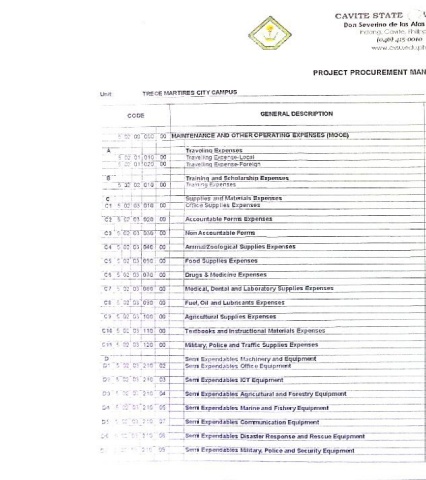 CAVITE STATE
Don Severino de las Alas
Indang, Cavite, Philip
(046) 415-0010
www.cvsu.edu.ph
PROJECT PROCUREMENT MAN
Unit: TRECE MARTIRES CITY CAMPUS
CODE GENERAL DESCRIPTION
5 02 00 000 00 MAINTENANCE AND OTHER OPERATING EXPENSES (MOOE)
A Traveling Expenses
5 02 01 010 00 Traveling Expense-Local
5 02 01 020 00 Travelling Expense-Foreign
B Training and Scholarship Expenses
5 02 02 010 00 Training Expenses
C Supplies and Materials Expenses
C1 5 02 03 010 00 Office Supplies Expenses
C2 5 02 03 020 00 Accountable Forms Expenses
C3 5 02 03 030 00 Non Accountable Forms
C4 5 02 03 040 00 Animal/Zoological Supplies Expenses
C5 5 02 03 050 00 Food Supplies Expenses
C6 5 02 03 070 00 Drugs & Medicine Expenses
C7 5 02 03 080 00 Medical, Dental and Laboratory Supplies Expenses
C8 5 02 03 090 00 Fuel, Oil and Lubricants Expenses
C9 5 02 03 100 00 Agricultural Supplies Expenses
C10 5 02 03 110 00 Textbooks and Instructional Materials Expenses
C11 5 02 03 120 00 Military, Police and Traffic Supplies Expenses
D Semi Expendables Machinery and Equipment
D1 5 02 03 210 02 Semi Expendables Office Equipment
D2 5 02 03 210 03 Semi Expendables ICT Equipment
D3 5 02 03 210 04 Semi Expendables Agricultural and Forestry Equipment
D4 5 02 03 210 05 Semi Expendables Marine and Fishery Equipment
D5 5 02 03 210 07 Semi Expendables Communication Equipment
D6 5 02 03 210 08 Semi Expendables Disaster Response and Rescue Equipment
210 09 Semi Expendables Military, Police and Security Equipment